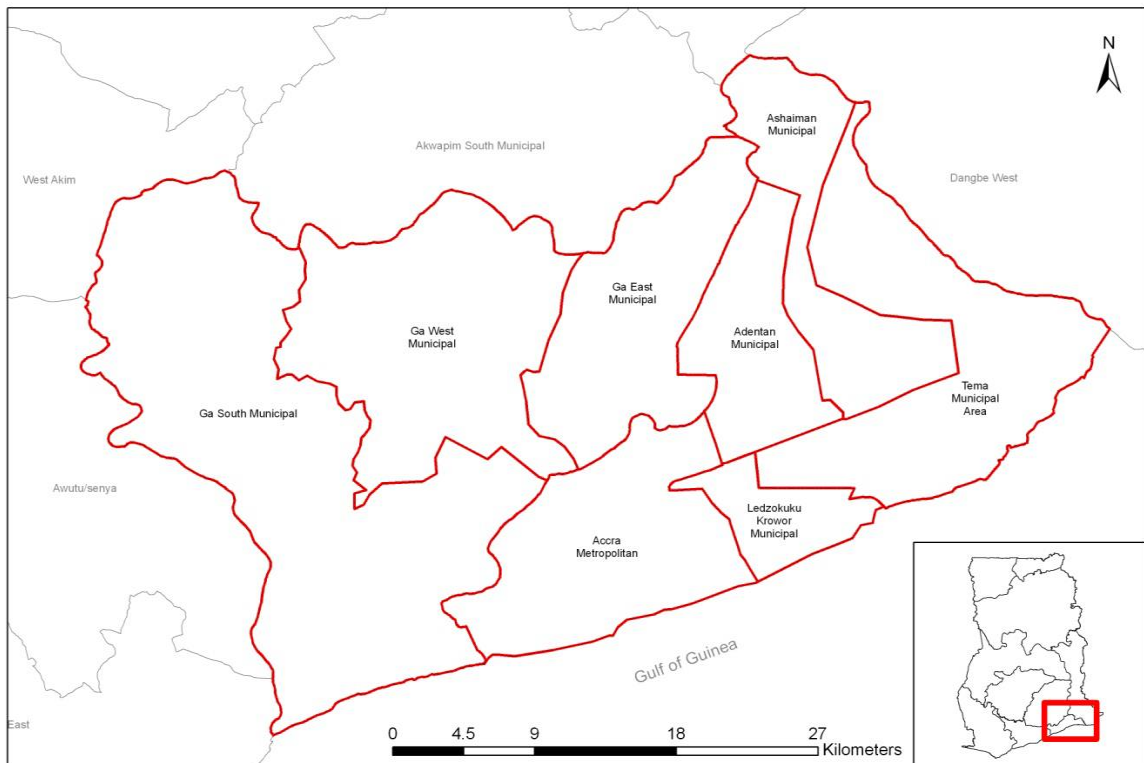 N
Ashaiman
Municipal
Akwapim South Municipal
West Akim
Dangbe West
Ga East
Municipal
Ga West
Municipal
Adentan
Municipal
Tema
Municipal
Area
Ga South Municipal
Awutu/senya
Ledzokuku
Krowor
Municipal
Accra
Metropolitan
Gulf of Guinea
East
0 4.5 9 18 27
Kilometers